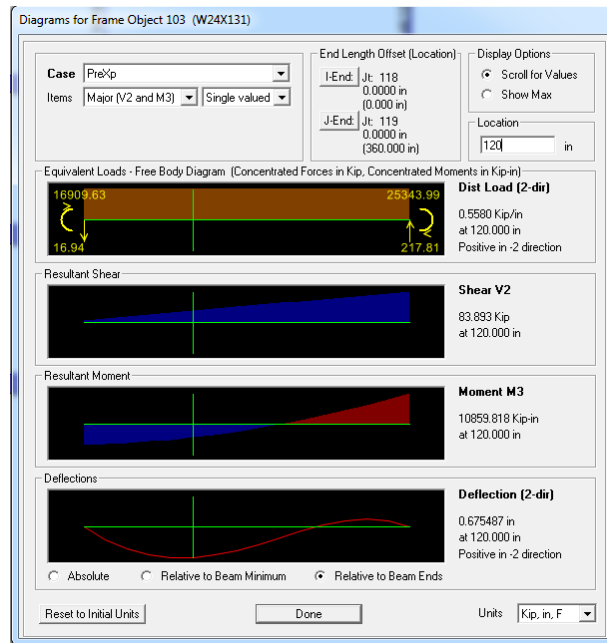 Diagrams for Frame Object 103 (W24X131)
Case PreXp
Items Major (V2 and M3) Single valued
End Length Offset (Location)
I-End: Jt: 118
0.0000 in
(0.000 in)
J-End: Jt: 119
0.0000 in
(360.000 in)
Display Options
Scroll for Values
Show Max
Location
120 in
Equivalent Loads - Free Body Diagram (Concentrated Forces in Kip, Concentrated Moments in Kip-in)
16909.63 25343.99
16.94 217.81
Dist Load (2-dir)
0.5580 Kip/in
at 120.000 in
Positive in -2 direction
Resultant Shear
Shear V2
83.893 Kip
at 120.000 in
Resultant Moment
Moment M3
10859.818 Kip-in
at 120.000 in
Deflections
Deflection (2-dir)
0.675487 in
at 120.000 in
Positive in -2 direction
Absolute Relative to Beam Minimum Relative to Beam Ends
Reset to Initial Units Done Units Kip, in, F